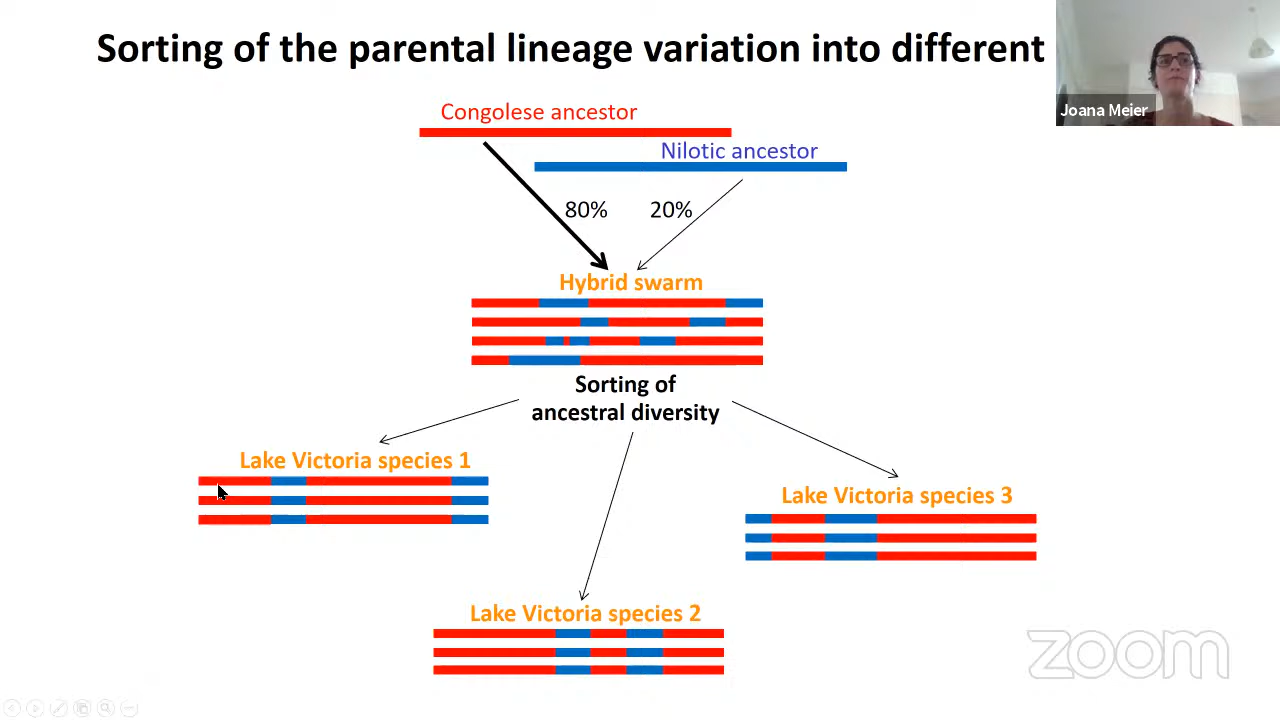 Sorting of the parental lineage variation into different
Joana Meier
Congolese ancestor
Nilotic ancestor
80% 20%
Hybrid swarm
Sorting of
ancestral diversity
Lake Victoria species 1
Lake Victoria species 3
Lake Victoria species 2
zoom